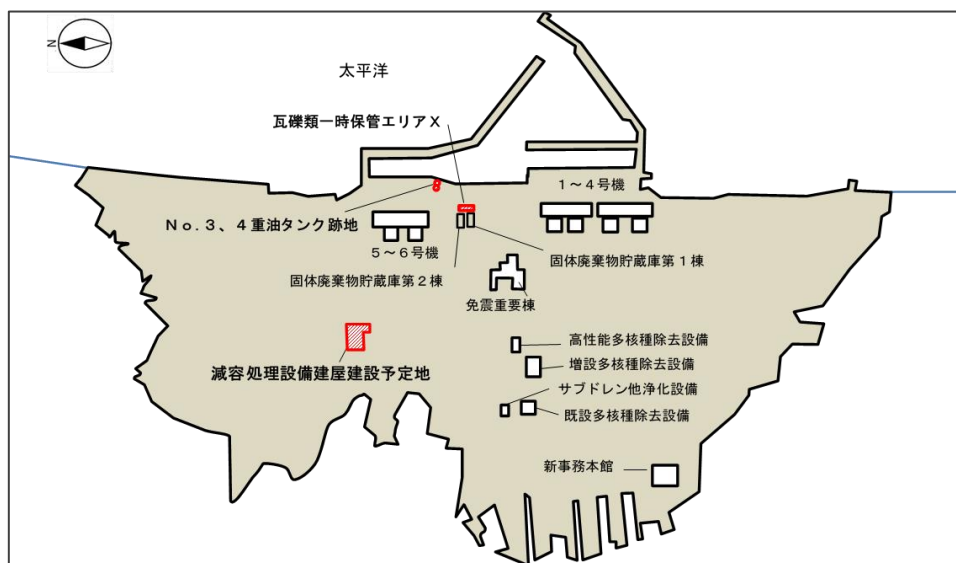 N
太平洋
瓦礫類一時保管エリアX
1~4号機
No.3、4重油タンク跡地
5~6号機
固体廃棄物貯蔵庫第1棟
固体廃棄物貯蔵庫第2棟
免震重要棟
高性能多核種除去設備
増設多核種除去設備
減容処理設備建屋建設予定地
サブドレン他浄化設備
既設多核種除去設備
新事務本館